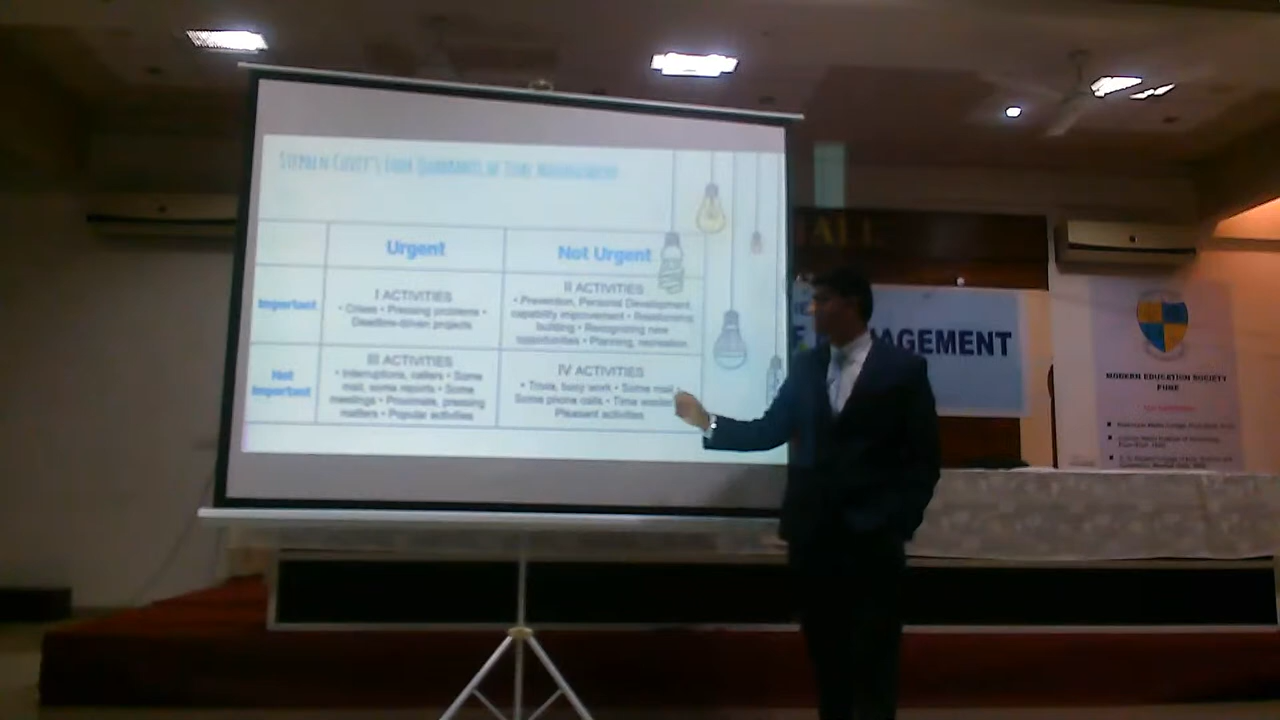 STEPHEN COVEY'S FOUR QUADRANTS OF TIME MANAGEMENT
Urgent
Not Urgent
Important
I ACTIVITIES
• Crises • Pressing problems •
Deadline-driven projects
II ACTIVITIES
• Prevention, Personal Development,
capability improvement • Relationship
building • Recognizing new
opportunities • Planning, recreation
Not
Important
III ACTIVITIES
• Interruptions, callers • Some
mail, some reports • Some
meetings • Proximate, pressing
matters • Popular activities
IV ACTIVITIES
• Trivia, busy work • Some mail •
Some phone calls • Time
Pleasant activities
AGEMENT
MODERN EDUCATION SOCIETY
PUNE